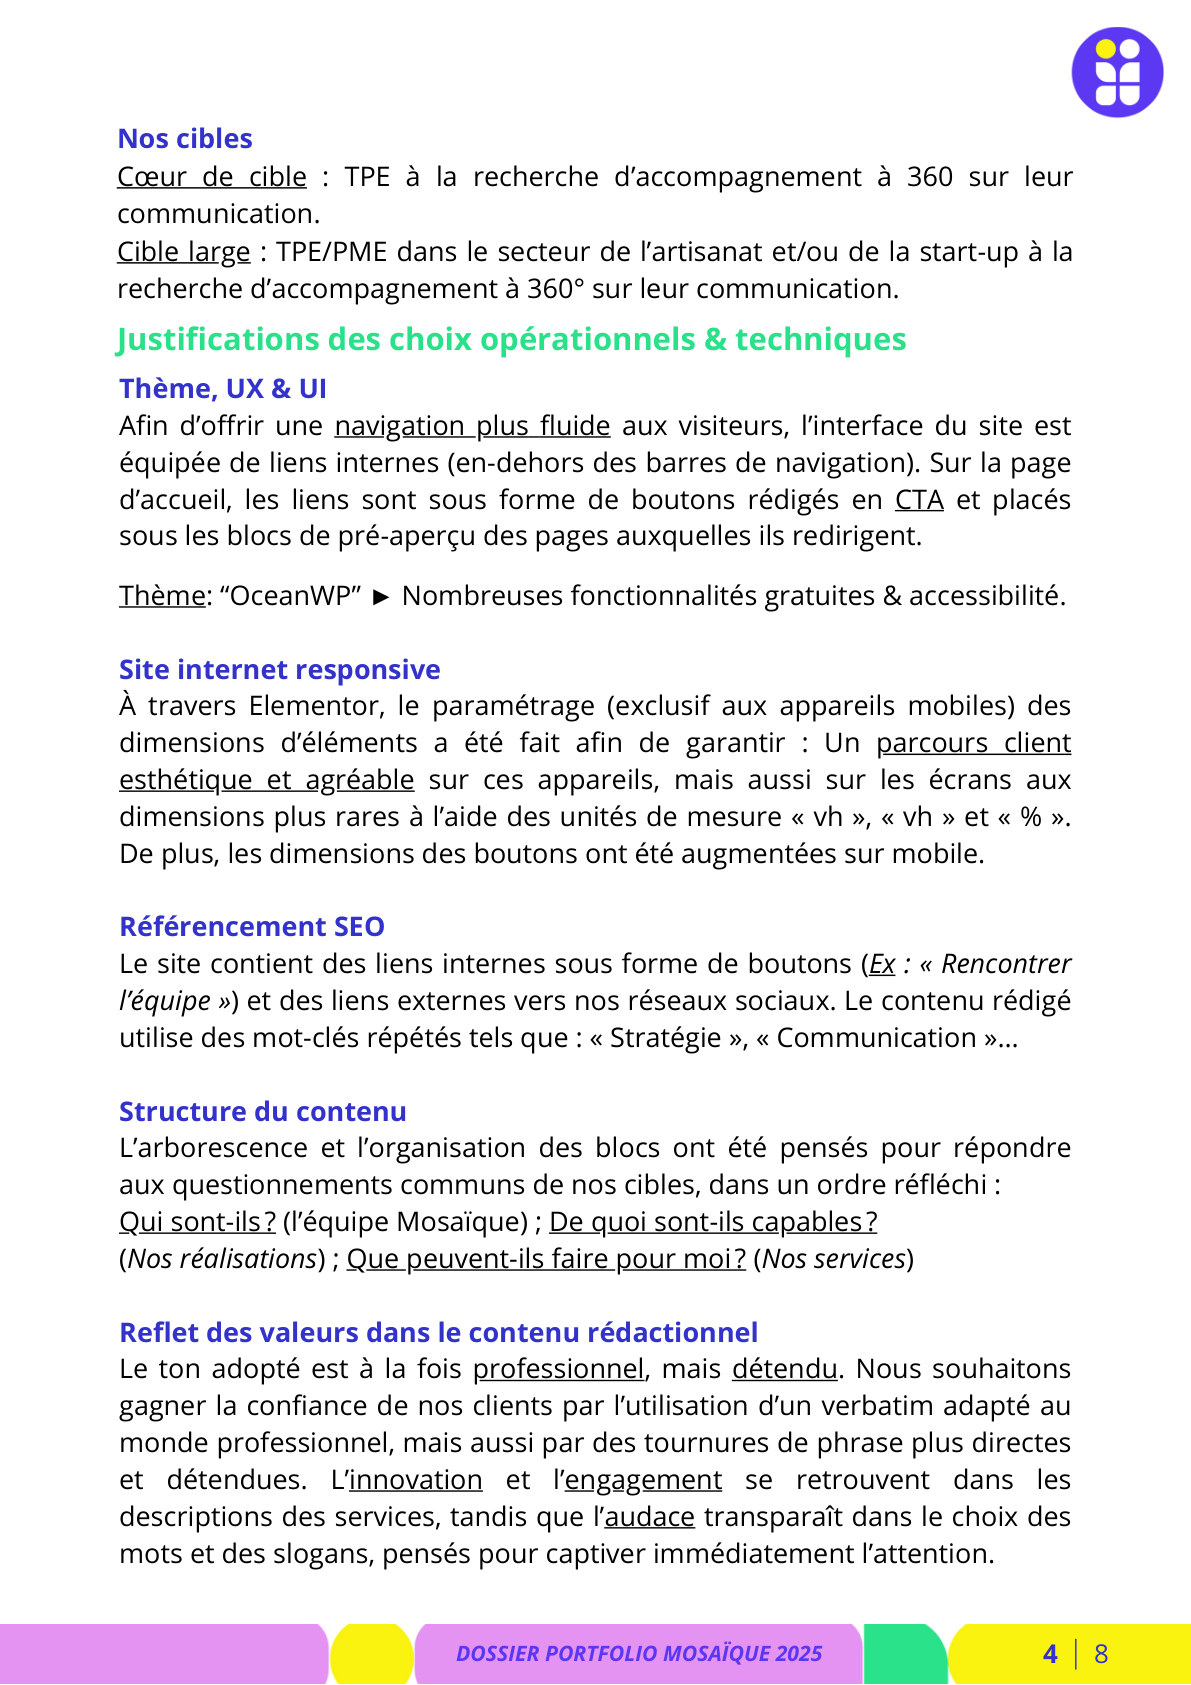 Nos cibles
Cœur de cible : TPE à la recherche d’accompagnement à 360 sur leur
communication.
Cible large : TPE/PME dans le secteur de l’artisanat et/ou de la start-up à la
recherche d’accompagnement à 360° sur leur communication.
Justifications des choix opérationnels & techniques
Thème, UX & UI
Afin d’offrir une navigation plus fluide aux visiteurs, l’interface du site est
équipée de liens internes (en-dehors des barres de navigation). Sur la page
d’accueil, les liens sont sous forme de boutons rédigés en CTA et placés
sous les blocs de pré-aperçu des pages auxquelles ils redirigent.
Thème: “OceanWP” ► Nombreuses fonctionnalités gratuites & accessibilité.
Site internet responsive
À travers Elementor, le paramétrage (exclusif aux appareils mobiles) des
dimensions d’éléments a été fait afin de garantir : Un parcours client
esthétique et agréable sur ces appareils, mais aussi sur les écrans aux
dimensions plus rares à l’aide des unités de mesure « vh », « vh » et « % ».
De plus, les dimensions des boutons ont été augmentées sur mobile.
Référencement SEO
Le site contient des liens internes sous forme de boutons (Ex : « Rencontrer
l’équipe ») et des liens externes vers nos réseaux sociaux. Le contenu rédigé
utilise des mot-clés répétés tels que : « Stratégie », « Communication »...
Structure du contenu
L’arborescence et l’organisation des blocs ont été pensés pour répondre
aux questionnements communs de nos cibles, dans un ordre réfléchi :
Qui sont-ils ? (l’équipe Mosaïque) ; De quoi sont-ils capables ?
(Nos réalisations) ; Que peuvent-ils faire pour moi ? (Nos services)
Reflet des valeurs dans le contenu rédactionnel
Le ton adopté est à la fois professionnel, mais détendu. Nous souhaitons
gagner la confiance de nos clients par l’utilisation d’un verbatim adapté au
monde professionnel, mais aussi par des tournures de phrase plus directes
et détendues. L’innovation et l’engagement se retrouvent dans les
descriptions des services, tandis que l’audace transparaît dans le choix des
mots et des slogans, pensés pour captiver immédiatement l’attention.
DOSSIER PORTFOLIO MOSAÏQUE 2025
4 | 8